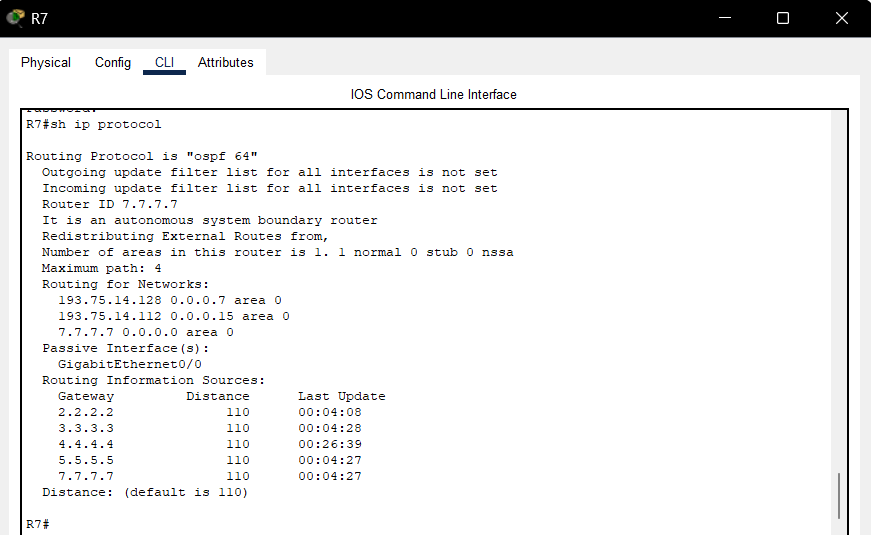 R7
Physical Config CLI Attributes
IOS Command Line Interface
R7#sh ip protocol
Routing Protocol is "ospf 64"
Outgoing update filter list for all interfaces is not set
Incoming update filter list for all interfaces is not set
Router ID 7.7.7.7
It is an autonomous system boundary router
Redistributing External Routes from,
Number of areas in this router is 1. 1 normal 0 stub 0 nssa
Maximum path: 4
Routing for Networks:
193.75.14.128 0.0.0.7 area 0
193.75.14.112 0.0.0.15 area 0
7.7.7.7 0.0.0.0 area 0
Passive Interface(s):
GigabitEthernet0/0
Routing Information Sources:
Gateway Distance Last Update
2.2.2.2 110 00:04:08
3.3.3.3 110 00:04:28
4.4.4.4 110 00:26:39
5.5.5.5 110 00:04:27
7.7.7.7 110 00:04:27
Distance: (default is 110)
R7#